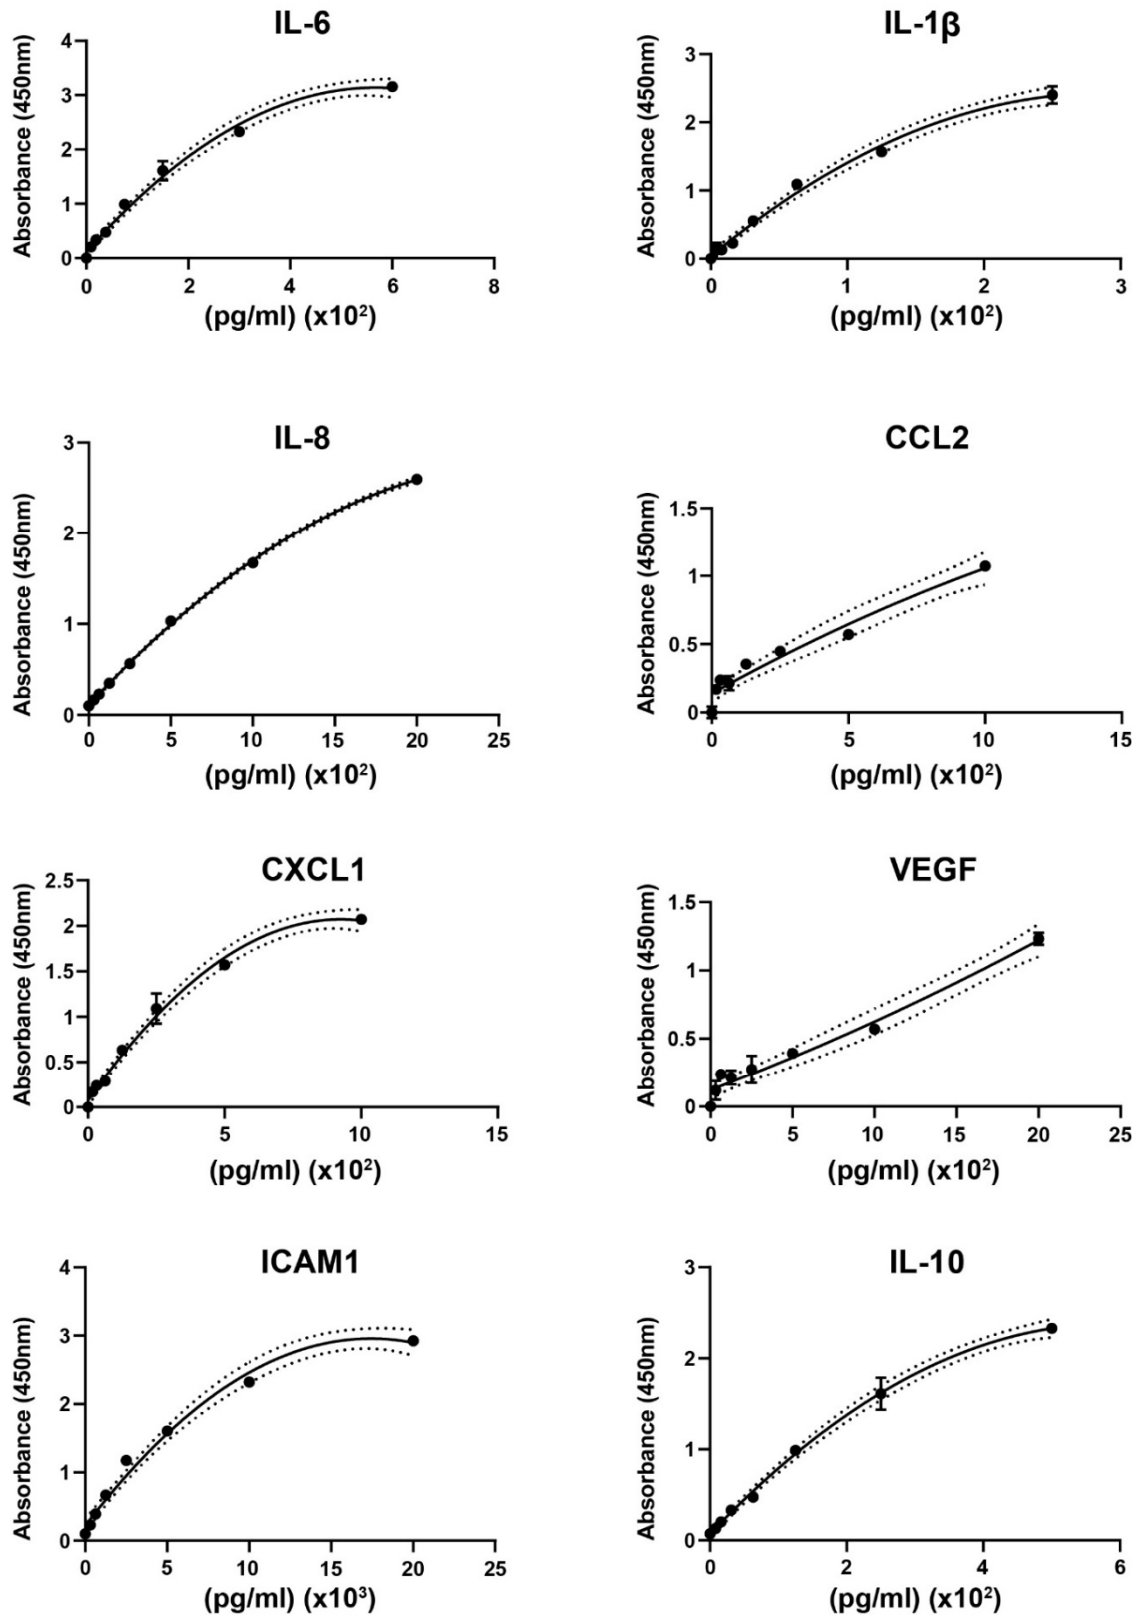 IL-6
Absorbance (450nm)
4
3
2
1
0
0 2 4 6 8
(pg/ml) (x10²)
IL-1β
Absorbance (450nm)
3
2
1
0
0 1 2 3
(pg/ml) (x10²)
IL-8
Absorbance (450nm)
3
2
1
0
0 5 10 15 20 25
(pg/ml) (x10²)
CCL2
Absorbance (450nm)
1.5
1
0.5
0
0 5 10 15
(pg/ml) (x10²)
CXCL1
Absorbance (450nm)
2.5
2
1.5
1
0.5
0
0 5 10 15
(pg/ml) (x10²)
VEGF
Absorbance (450nm)
1.5
1
0.5
0
0 5 10 15 20 25
(pg/ml) (x10²)
ICAM1
Absorbance (450nm)
4
3
2
1
0
0 5 10 15 20 25
(pg/ml) (x10³)
IL-10
Absorbance (450nm)
3
2
1
0
0 2 4 6
(pg/ml) (x10²)